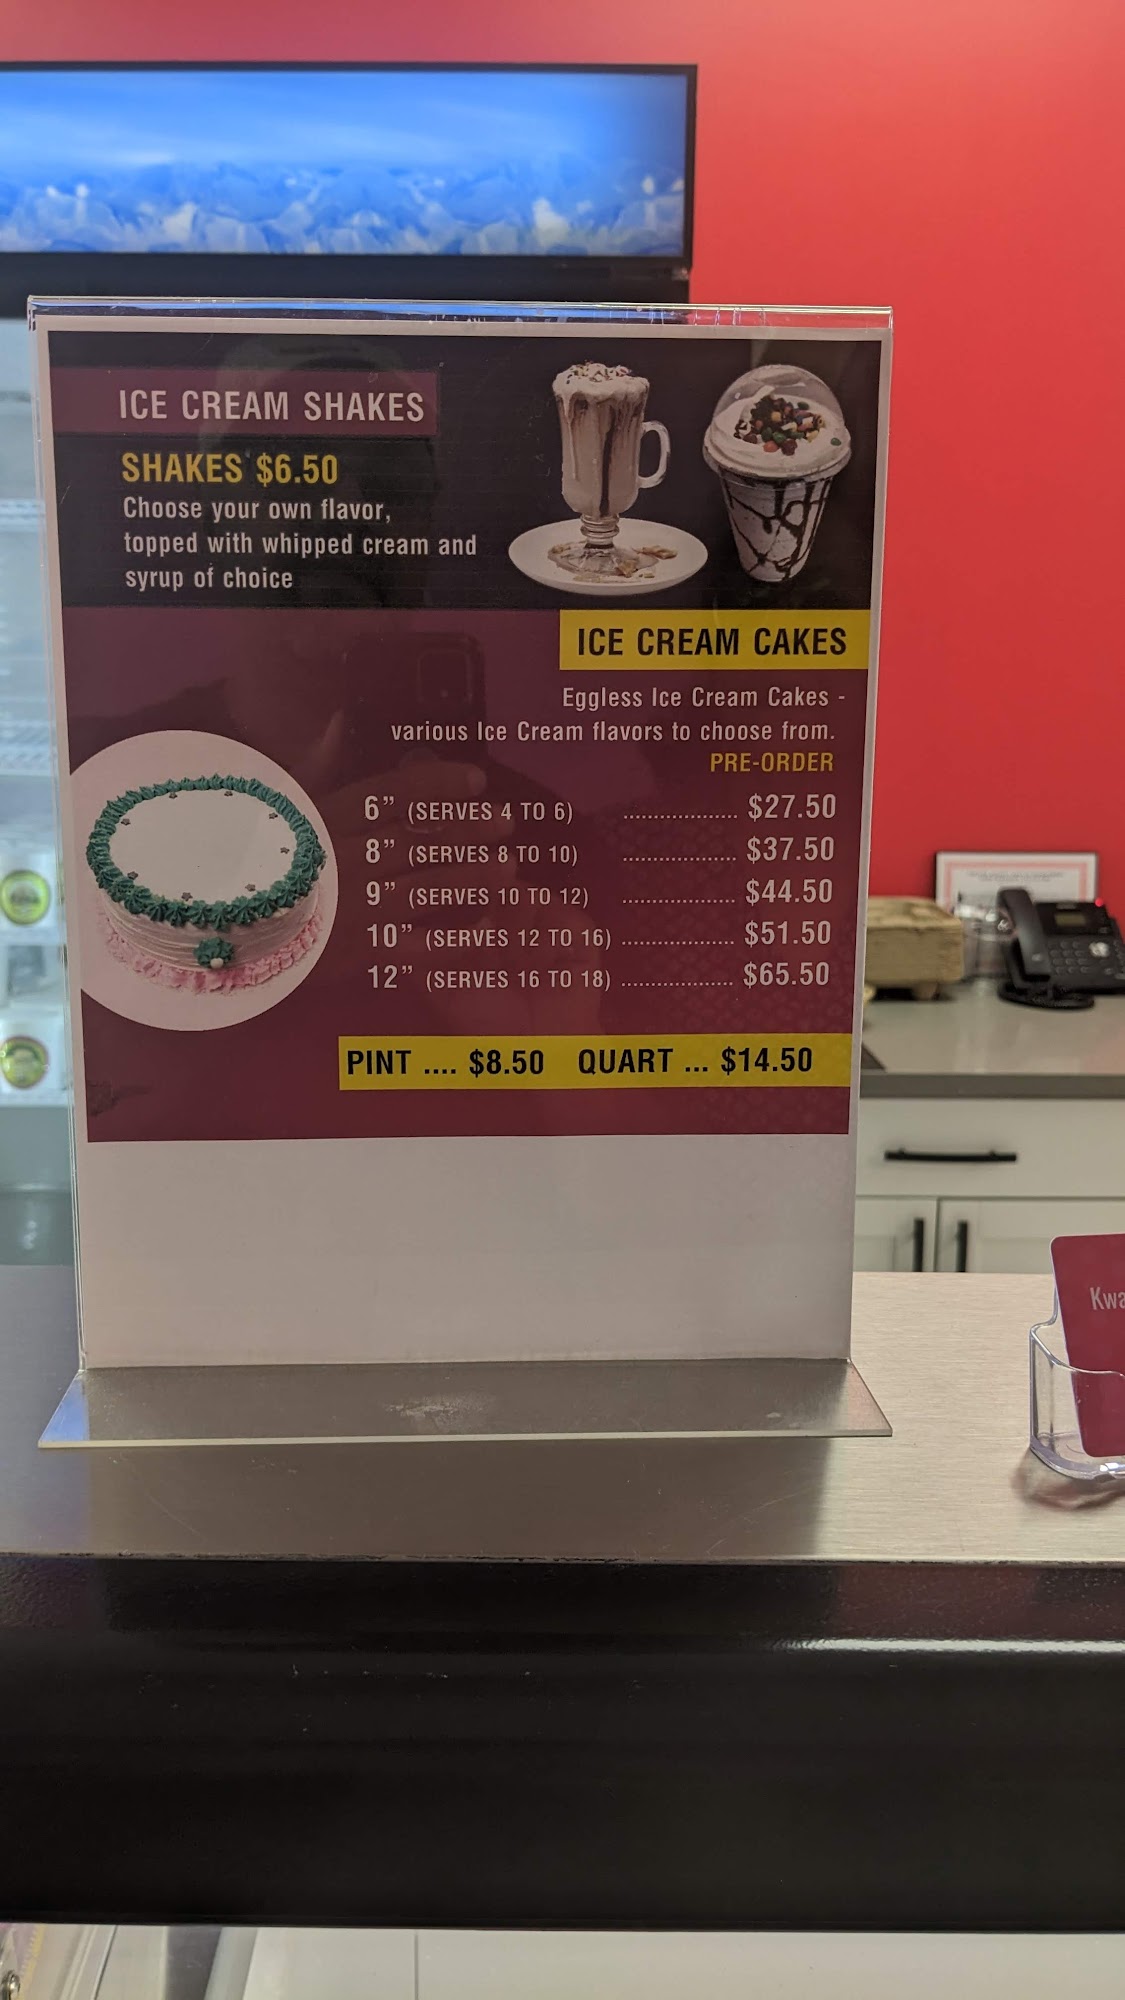 ICE CREAM SHAKES
SHAKES $6.50
Choose your own flavor,
topped with whipped cream and
syrup of choice
ICE CREAM CAKES
Eggless Ice Cream Cakes -
various Ice Cream flavors to choose from.
PRE-ORDER
6” (SERVES 4 TO 6) ................... $27.50
8” (SERVES 8 TO 10) ................... $37.50
9” (SERVES 10 TO 12) ................... $44.50
10” (SERVES 12 TO 16) ................... $51.50
12” (SERVES 16 TO 18) ................... $65.50
PINT .... $8.50 QUART ... $14.50
Kwa